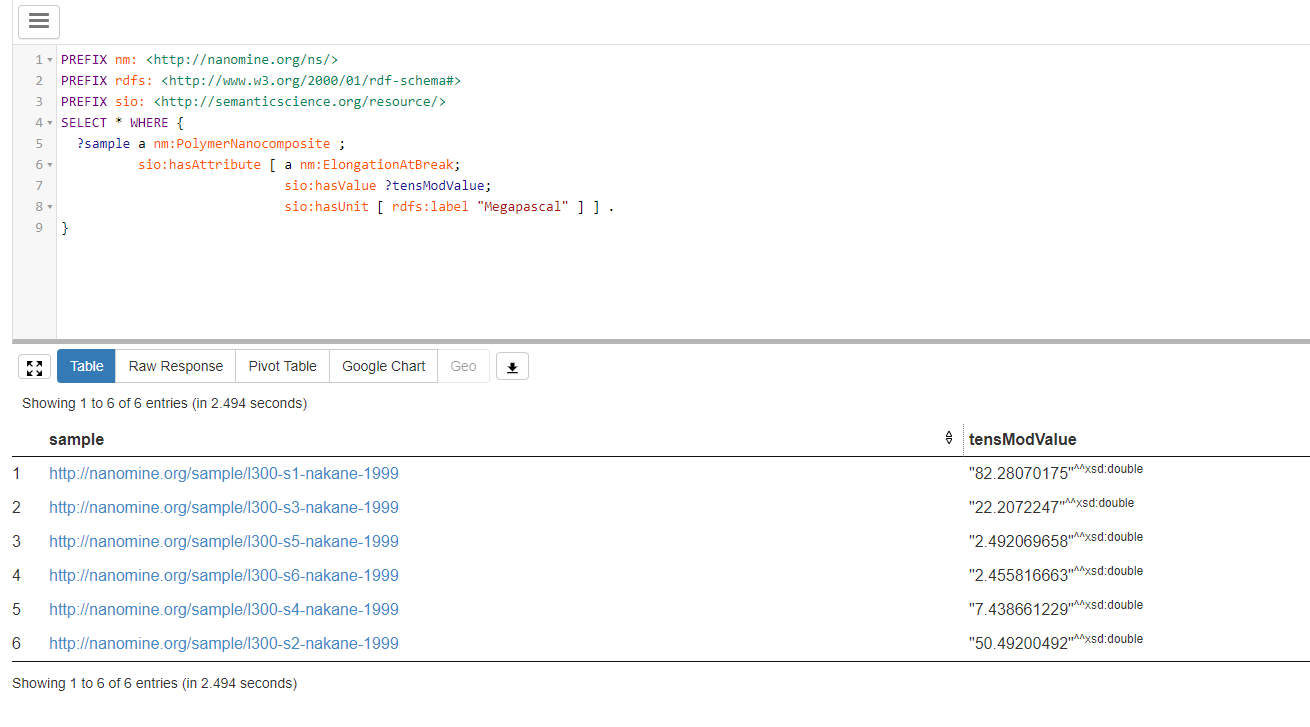 1 PREFIX nm: <http://nanomine.org/ns/>
2 PREFIX rdfs: <http://www.w3.org/2000/01/rdf-schema#>
3 PREFIX sio: <http://semanticscience.org/resource/>
4 SELECT * WHERE {
5 ?sample a nm:PolymerNanocomposite ;
6 sio:hasAttribute [ a nm:ElongationAtBreak;
7 sio:hasValue ?tensModValue;
8 sio:hasUnit [ rdfs:label "Megapascal" ] ] .
9 }
Table Raw Response Pivot Table Google Chart Geo
Showing 1 to 6 of 6 entries (in 2.494 seconds)
sample tensModValue
1 http://nanomine.org/sample/l300-s1-nakane-1999 "82.28070175"^^xsd:double
2 http://nanomine.org/sample/l300-s3-nakane-1999 "22.2072247"^^xsd:double
3 http://nanomine.org/sample/l300-s5-nakane-1999 "2.492069658"^^xsd:double
4 http://nanomine.org/sample/l300-s6-nakane-1999 "2.455816663"^^xsd:double
5 http://nanomine.org/sample/l300-s4-nakane-1999 "7.438661229"^^xsd:double
6 http://nanomine.org/sample/l300-s2-nakane-1999 "50.49200492"^^xsd:double
Showing 1 to 6 of 6 entries (in 2.494 seconds)